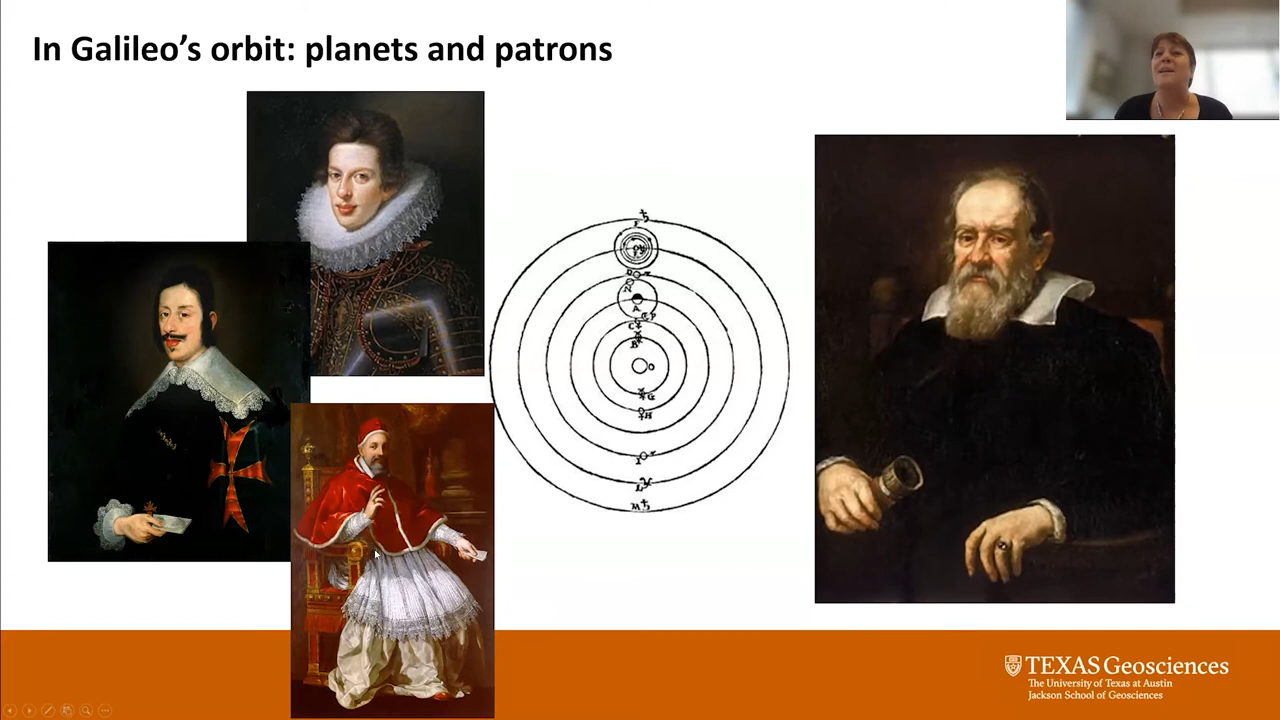 In Galileo’s orbit: planets and patrons
TEXAS Geosciences
The University of Texas at Austin
Jackson School of Geosciences